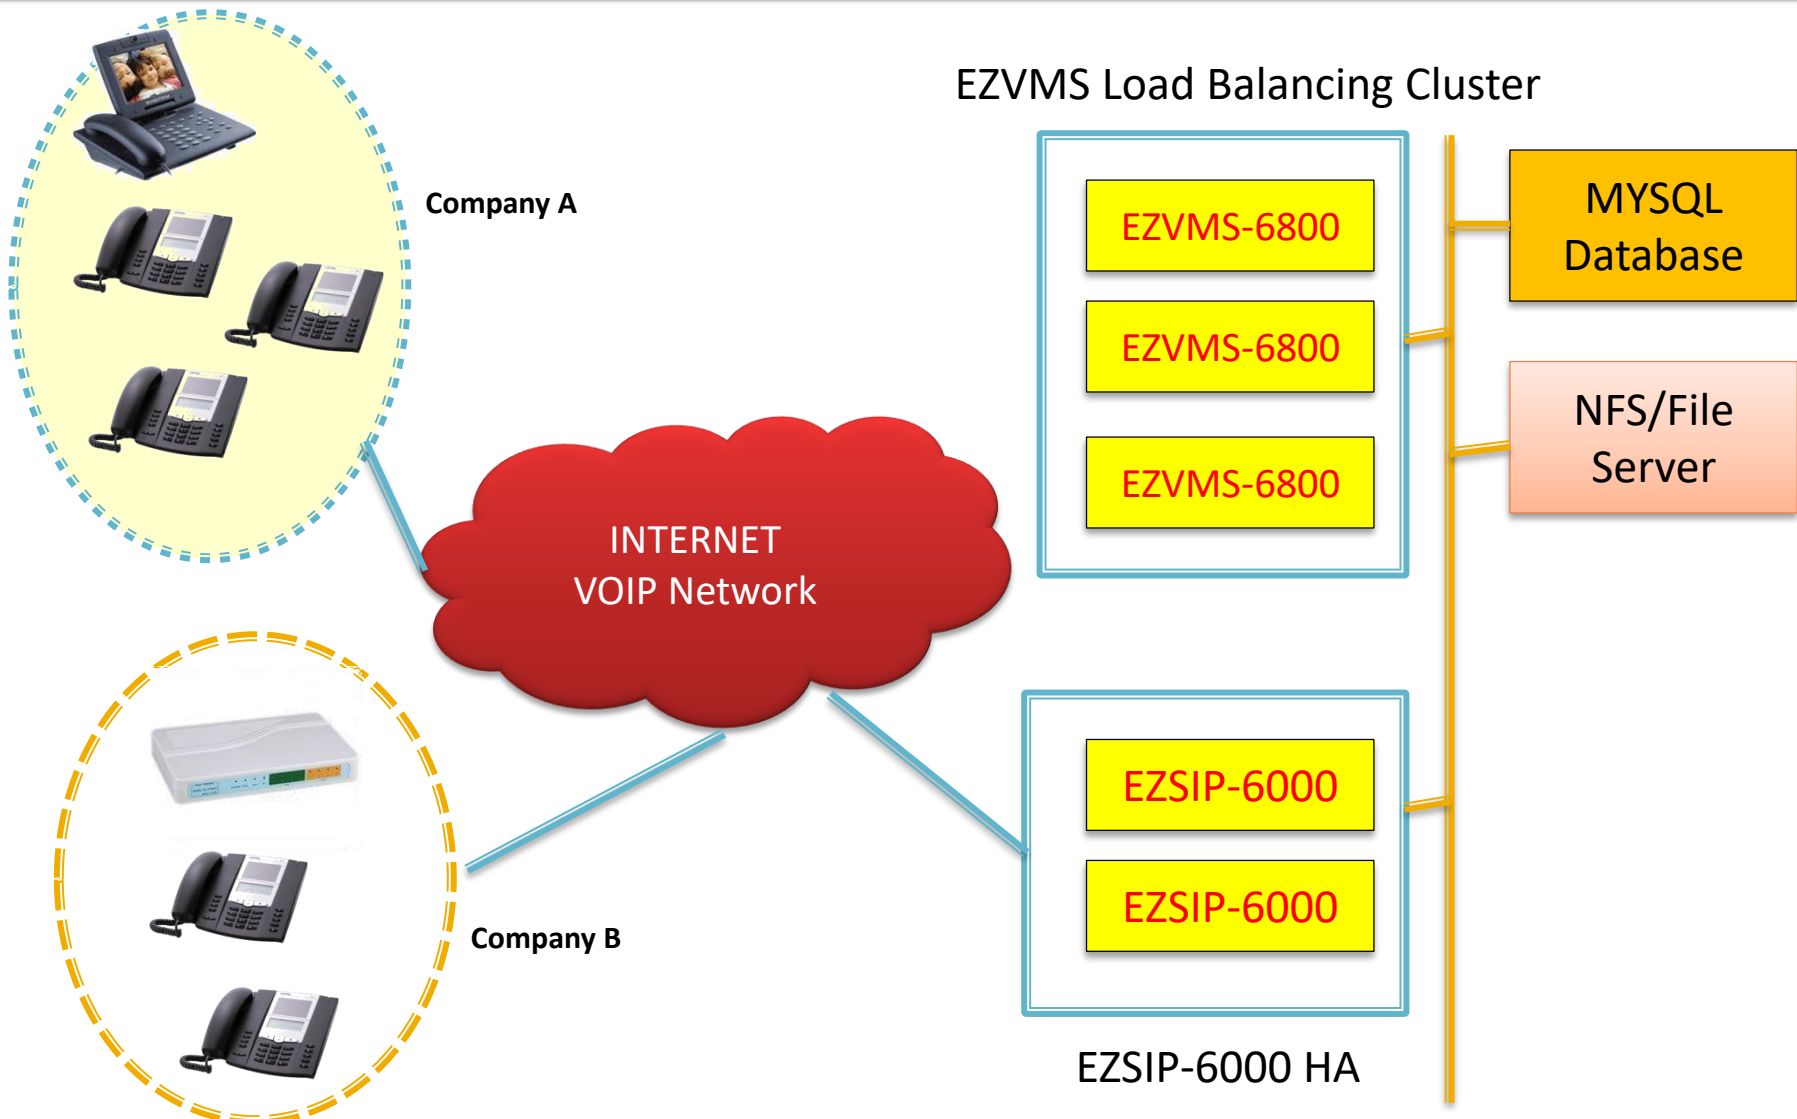 EZVMS Load Balancing Cluster
Company A
EZVMS-6800
EZVMS-6800
EZVMS-6800
MYSQL
Database
NFS/File
Server
INTERNET
VOIP Network
EZSIP-6000
EZSIP-6000
Company B
EZSIP-6000 HA